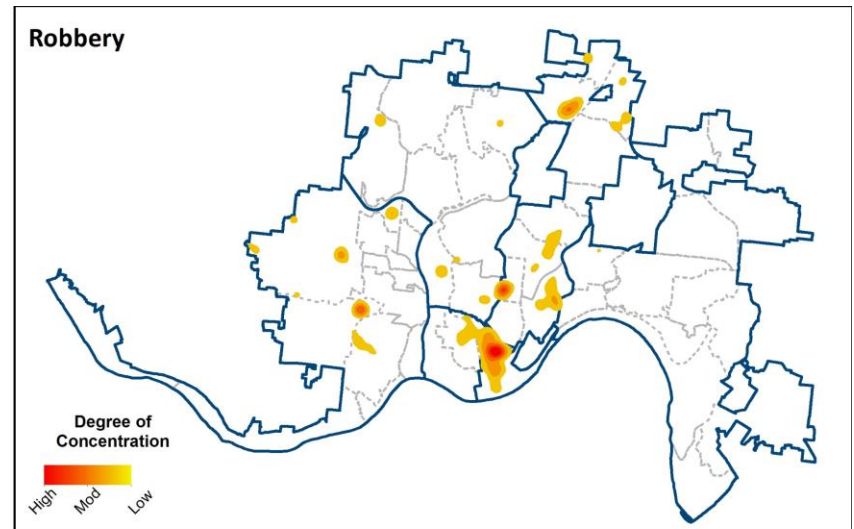 Robbery
Degree of
Concentration
High
Mod
Low